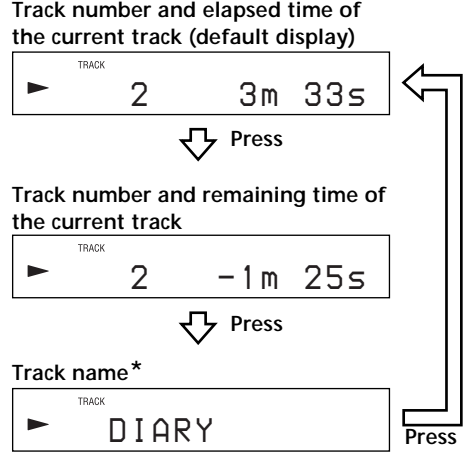 Track number and elapsed time of
the current track (default display)
TRACK
2 3m 33s
Press
Track number and remaining time of
the current track
TRACK
2 -1m 25s
Press
Track name*
TRACK
DIARY
Press